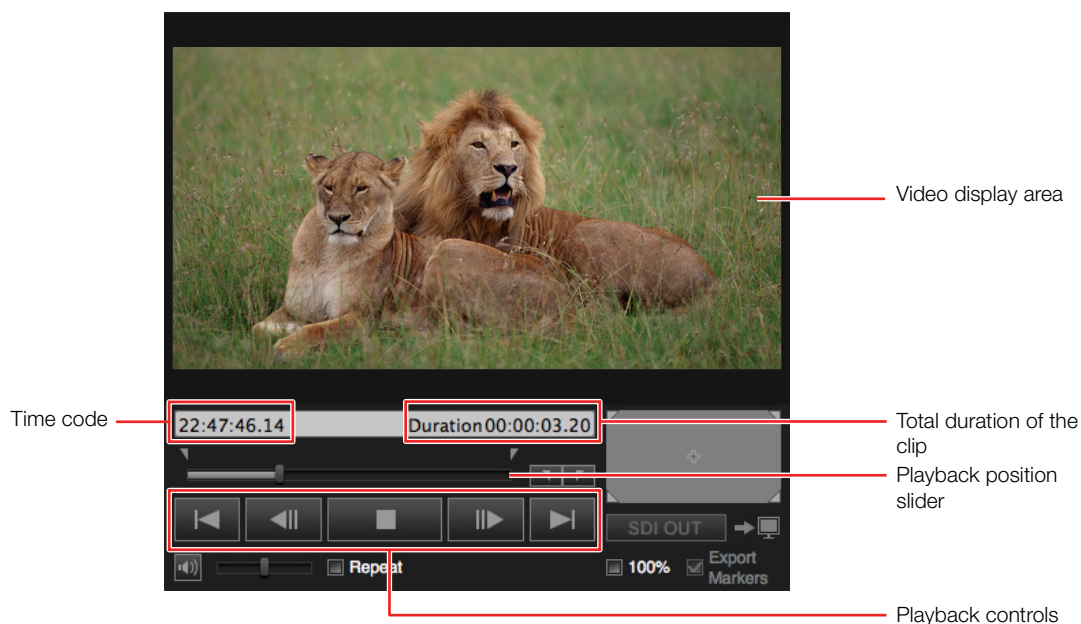 Video display area
Time code
22:47:46.14
Duration 00:00:03.20
Total duration of the
clip
Playback position
slider
SDI OUT
Repeat
100%
Export
Markers
Playback controls